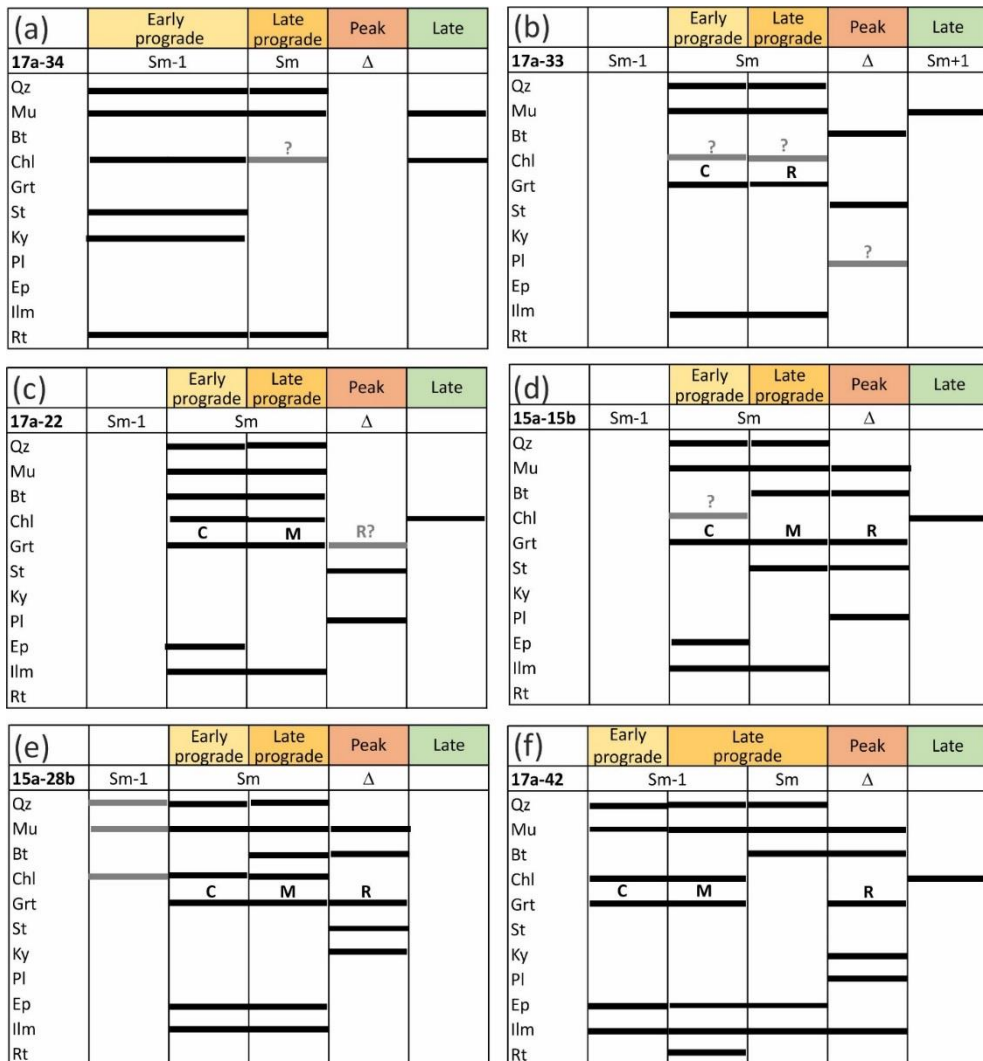 (a)
Early prograde
Late prograde
Peak
Late
17a-34
Sm-1
Sm
Δ
Qz
Mu
Bt
?
Chl
Grt
St
Ky
Pl
Ep
Ilm
Rt
(b)
Early prograde
Late prograde
Peak
Late
17a-33
Sm-1
Sm
Δ
Sm+1
Qz
Mu
Bt
? ?
Chl
C R
Grt
St
Ky
?
Pl
Ep
Ilm
Rt
(c)
Early prograde
Late prograde
Peak
Late
17a-22
Sm-1
Sm
Δ
Qz
Mu
Bt
Chl
C M R?
Grt
St
Ky
Pl
Ep
Ilm
Rt
(d)
Early prograde
Late prograde
Peak
Late
15a-15b
Sm-1
Sm
Δ
Qz
Mu
Bt
?
Chl
C M R
Grt
St
Ky
Pl
Ep
Ilm
Rt
(e)
Early prograde
Late prograde
Peak
Late
15a-28b
Sm-1
Sm
Δ
Qz
Mu
Bt
Chl
C M R
Grt
St
Ky
Pl
Ep
Ilm
Rt
(f)
Early prograde
Late prograde
Peak
Late
17a-42
Sm-1
Sm
Δ
Qz
Mu
Bt
Chl
C M R
Grt
St
Ky
Pl
Ep
Ilm
Rt